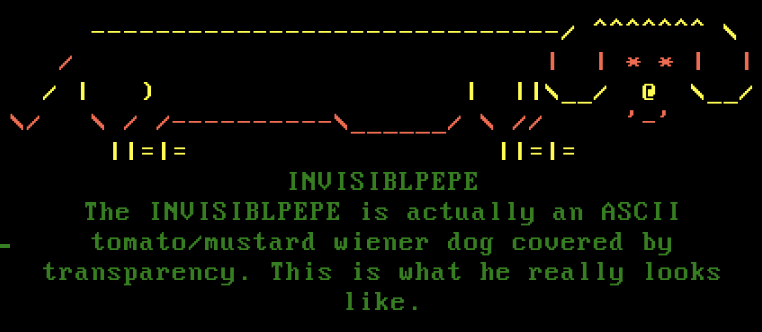 INVISIBLPEPE
The INVISIBLPEPE is actually an ASCII
tomato/mustard wiener dog covered by
transparency. This is what he really looks
like.